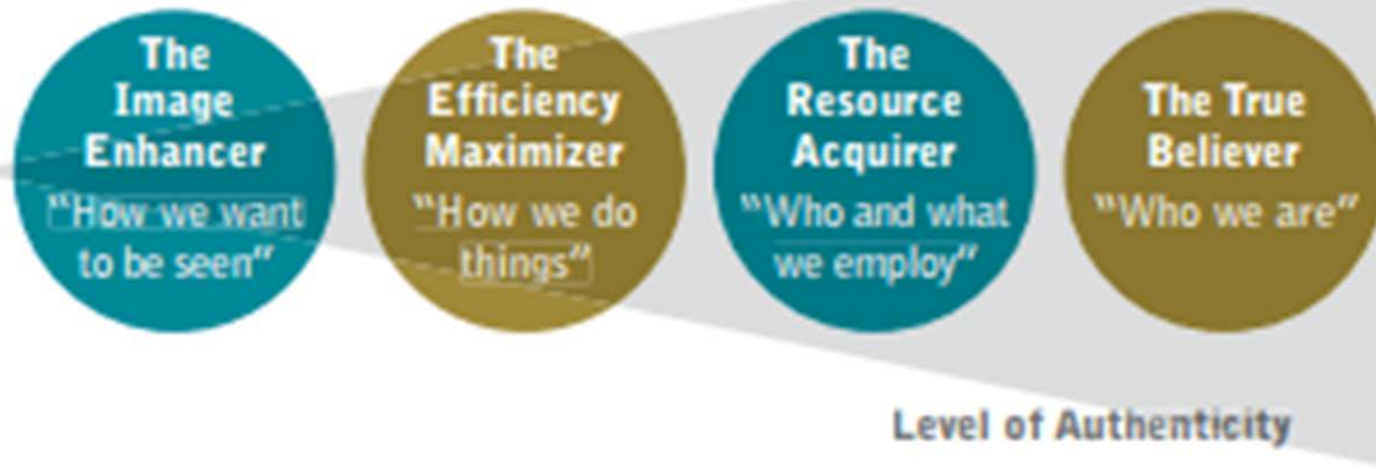 The
Image
Enhancer
“How we want
to be seen”
The
Efficiency
Maximizer
“How we do
things”
The
Resource
Acquirer
“Who and what
we employ”
The True
Believer
“Who we are”
Level of Authenticity